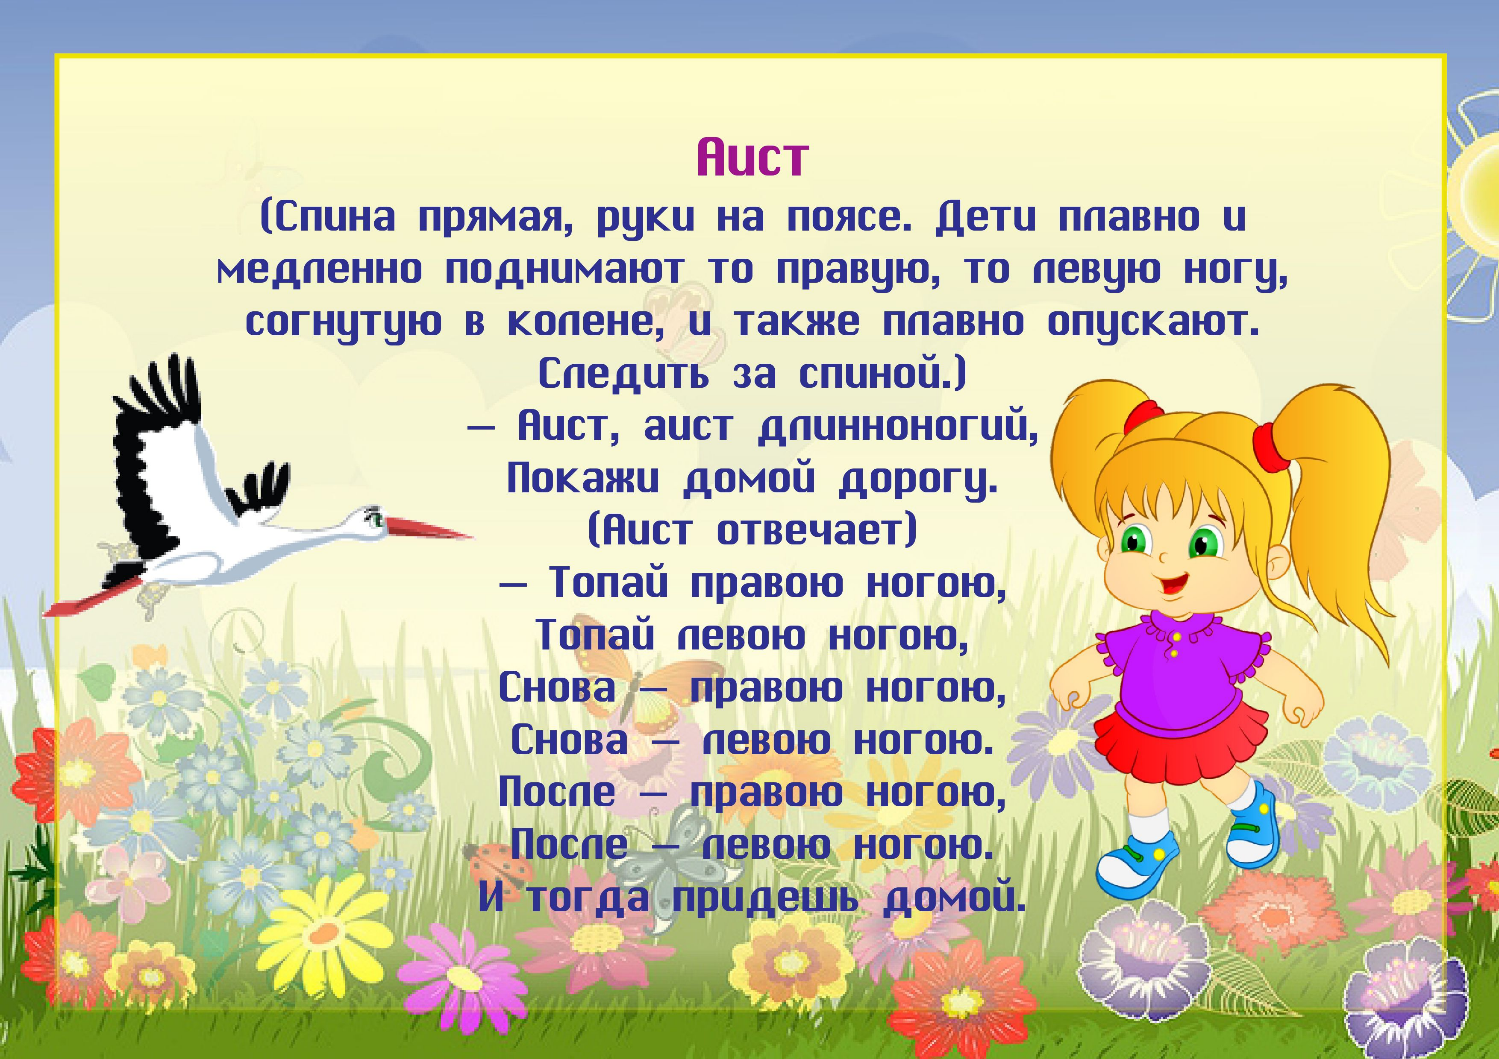 Аист
(Спина прямая, руки на поясе. Дети плавно и
медленно поднимают то правую, то левую ногу,
согнутую в колене, и также плавно опускают.
Следить за спиной.)
– Аист, аист длинноногий,
Покажи домой дорогу.
(Аист отвечает)
– Топай правою ногою,
Топай левою ногою,
Снова – правою ногою,
Снова – левою ногою.
После – правою ногою,
После – левою ногою.
И тогда придешь домой.